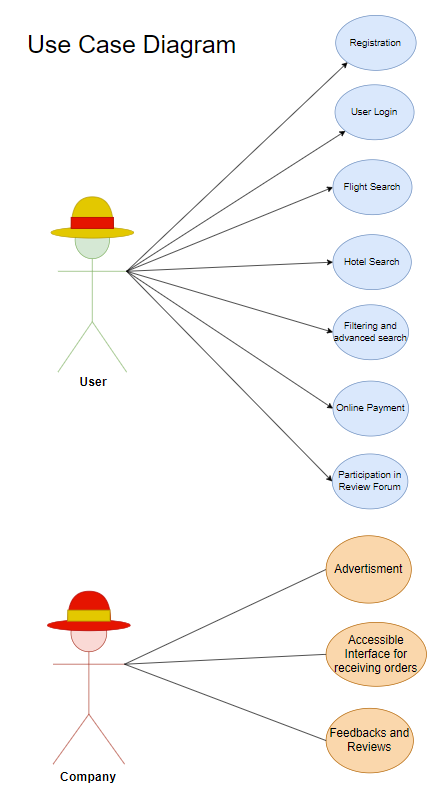 Use Case Diagram
Registration
User Login
Flight Search
Hotel Search
Filtering and
advanced search
User
Online Payment
Participation in
Review Forum
Advertisment
Accessible
Interface for
receiving orders
Feedbacks and
Reviews
Company